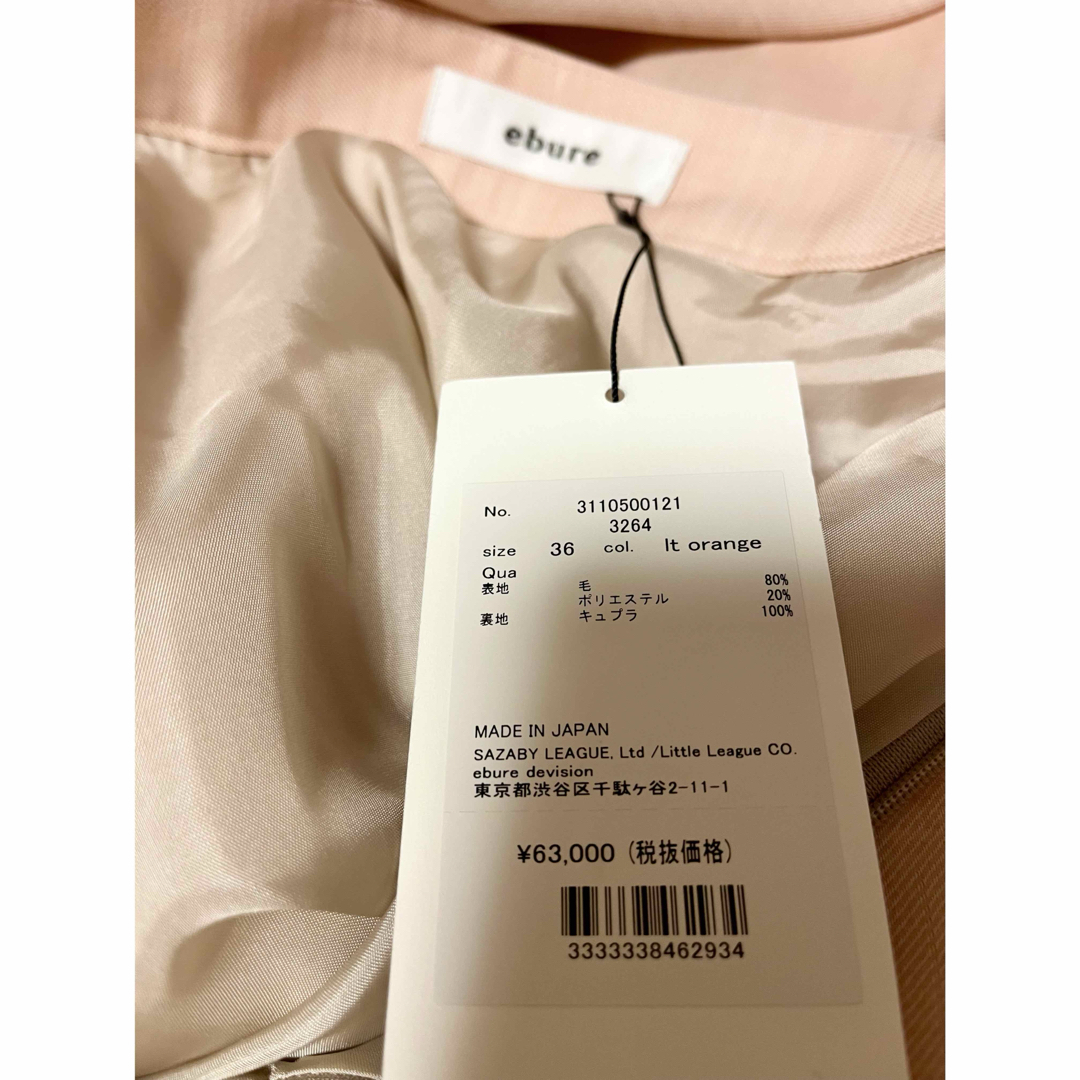 ebure
No. 3110500121
3264
size 36 col. lt orange
Qua
表地 毛 80%
ポリエステル 20%
裏地 キュプラ 100%
MADE IN JAPAN
SAZABY LEAGUE, Ltd /Little League CO.
ebure devision
東京都渋谷区千駄ヶ谷2-11-1
¥63,000 (税抜価格)
3333338462934